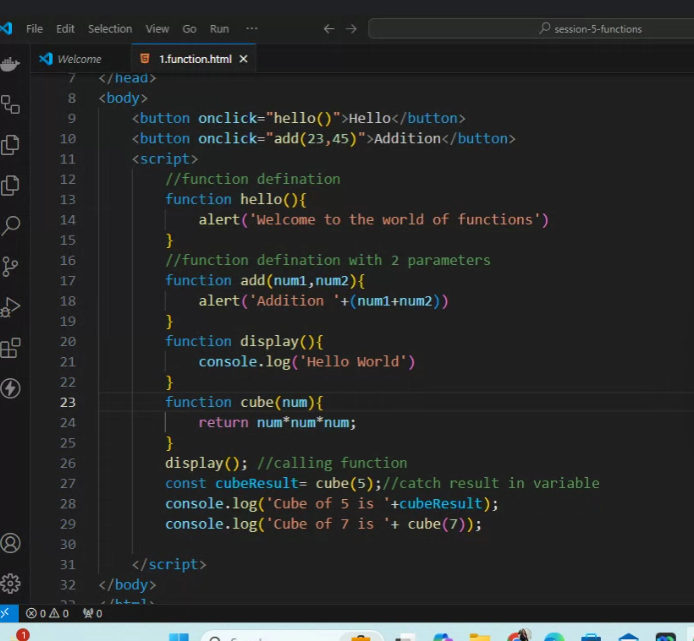 File Edit Selection View Go Run ··· ← → session-5-functions
Welcome 1.function.html ×
7 </head>
8 <body>
9 <button onclick="hello()">Hello</button>
10 <button onclick="add(23,45)">Addition</button>
11 <script>
12 //function defination
13 function hello(){
14 alert('Welcome to the world of functions')
15 }
16 //function defination with 2 parameters
17 function add(num1,num2){
18 alert('Addition '+(num1+num2))
19 }
20 function display(){
21 console.log('Hello World')
22 }
23 function cube(num){
24 return num*num*num;
25 }
26 display(); //calling function
27 const cubeResult= cube(5);//catch result in variable
28 console.log('Cube of 5 is '+cubeResult);
29 console.log('Cube of 7 is '+ cube(7));
30
31 </script>
32 </body>
33 </html>
0 0 0
1